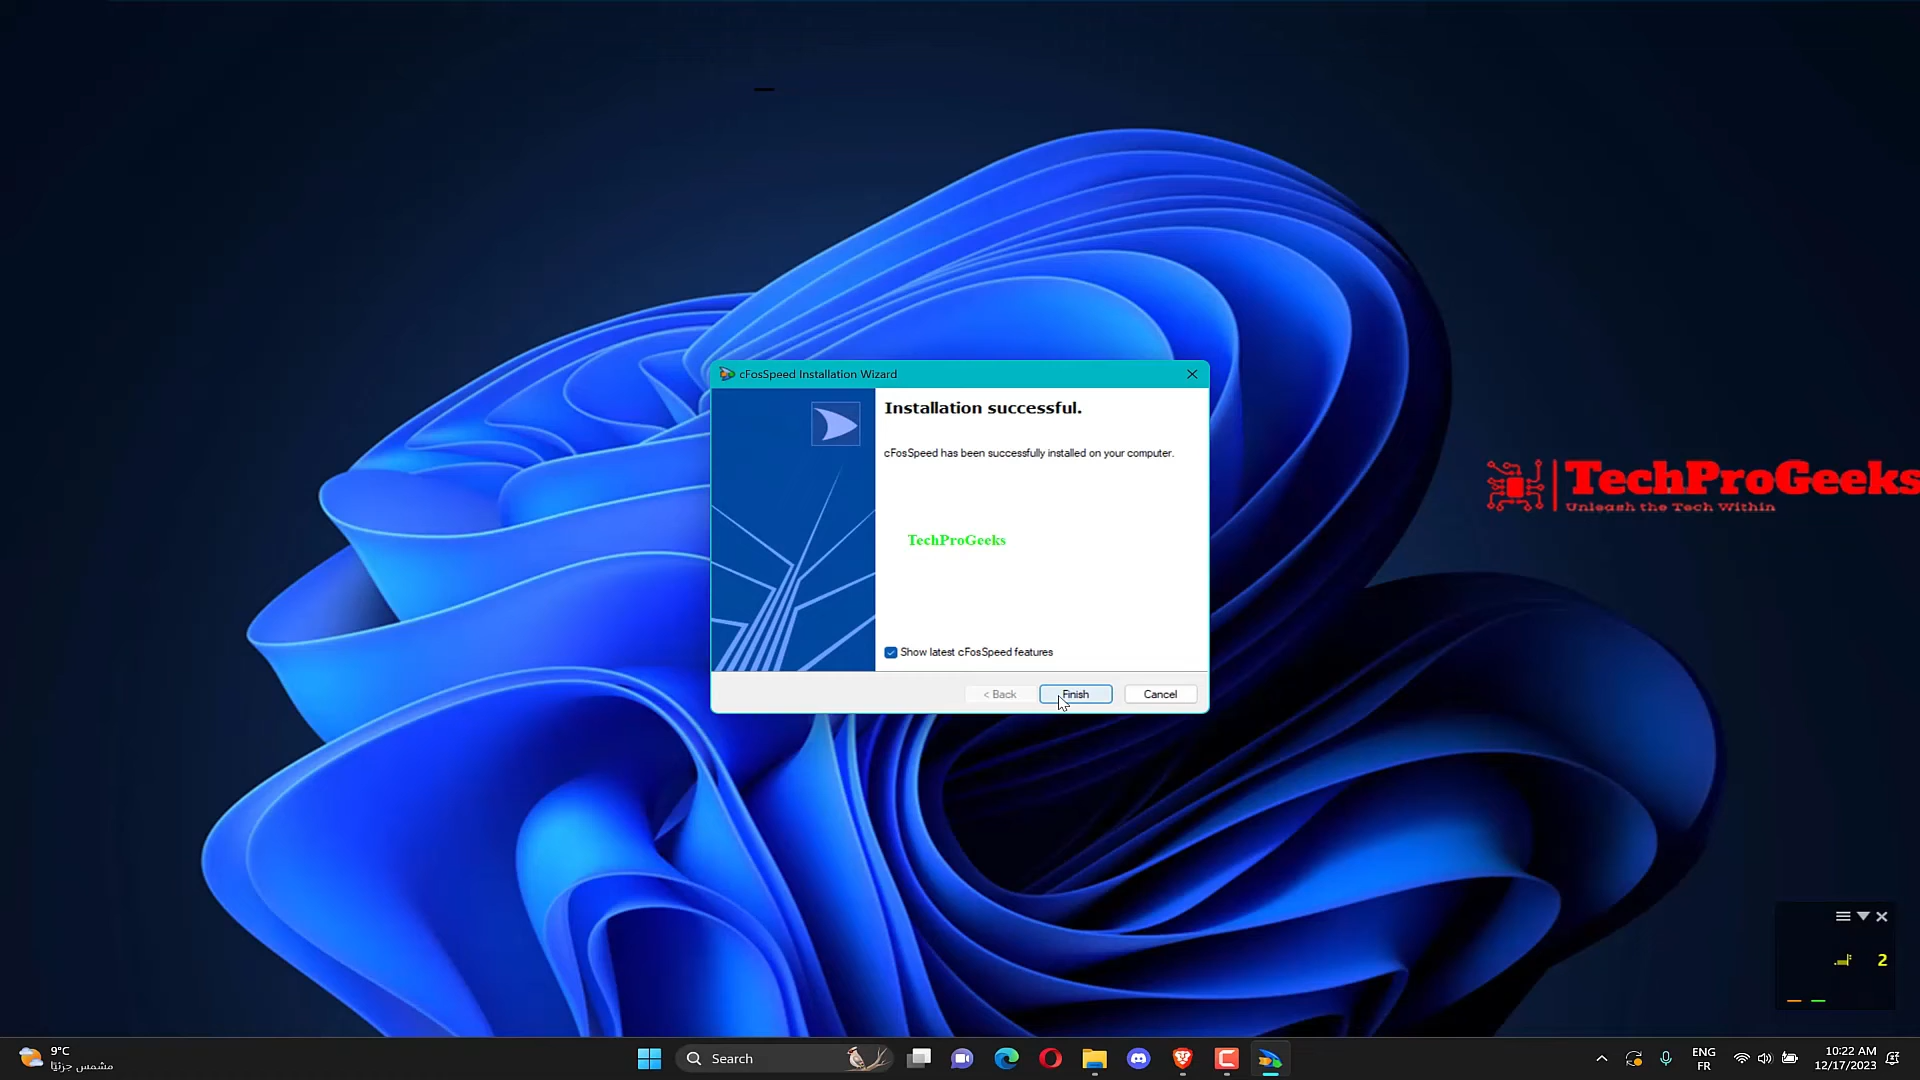 cFosSpeed Installation Wizard
Installation successful.
cFosSpeed has been successfully installed on your computer.
TechProGeeks
Show latest cFosSpeed features
< Back
Finish
Cancel
TechProGeeks
Unleash the Tech Within
2
9°C
مشمس جزئيًا
Search
ENG
FR
10:22 AM
12/17/2023